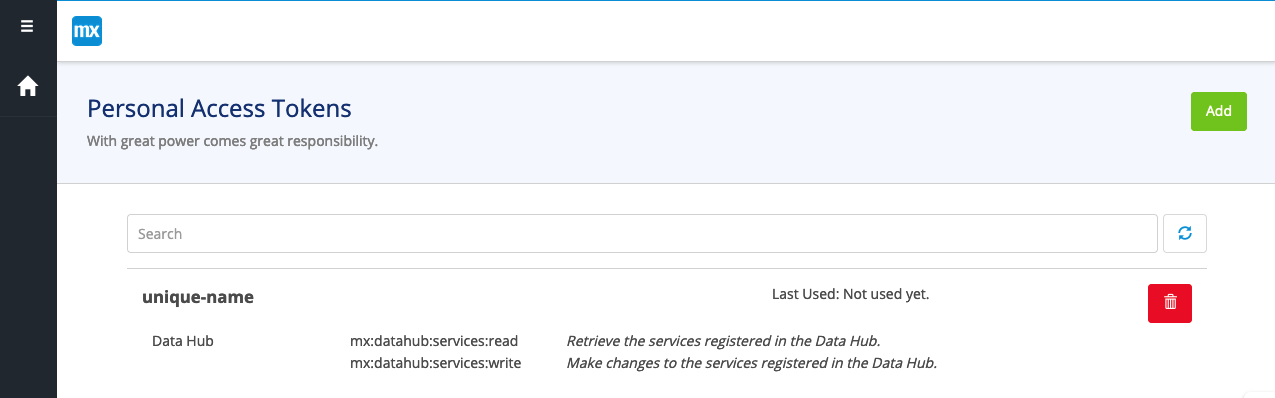 mx
Personal Access Tokens
Add
With great power comes great responsibility.
Search
unique-name
Last Used: Not used yet.
Data Hub
mx:datahub:services:read
Retrieve the services registered in the Data Hub.
mx:datahub:services:write
Make changes to the services registered in the Data Hub.